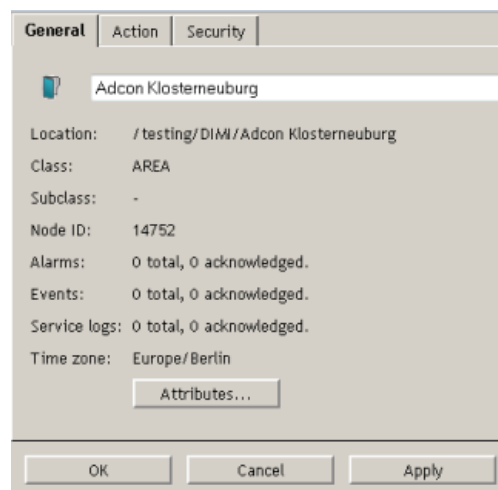 General Action Security
Adcon Klosterneuburg
Location: /testing/DIMI/Adcon Klosterneuburg
Class: AREA
Subclass: -
Node ID: 14752
Alarms: 0 total, 0 acknowledged.
Events: 0 total, 0 acknowledged.
Service logs: 0 total, 0 acknowledged.
Time zone: Europe/Berlin
Attributes...
OK Cancel Apply